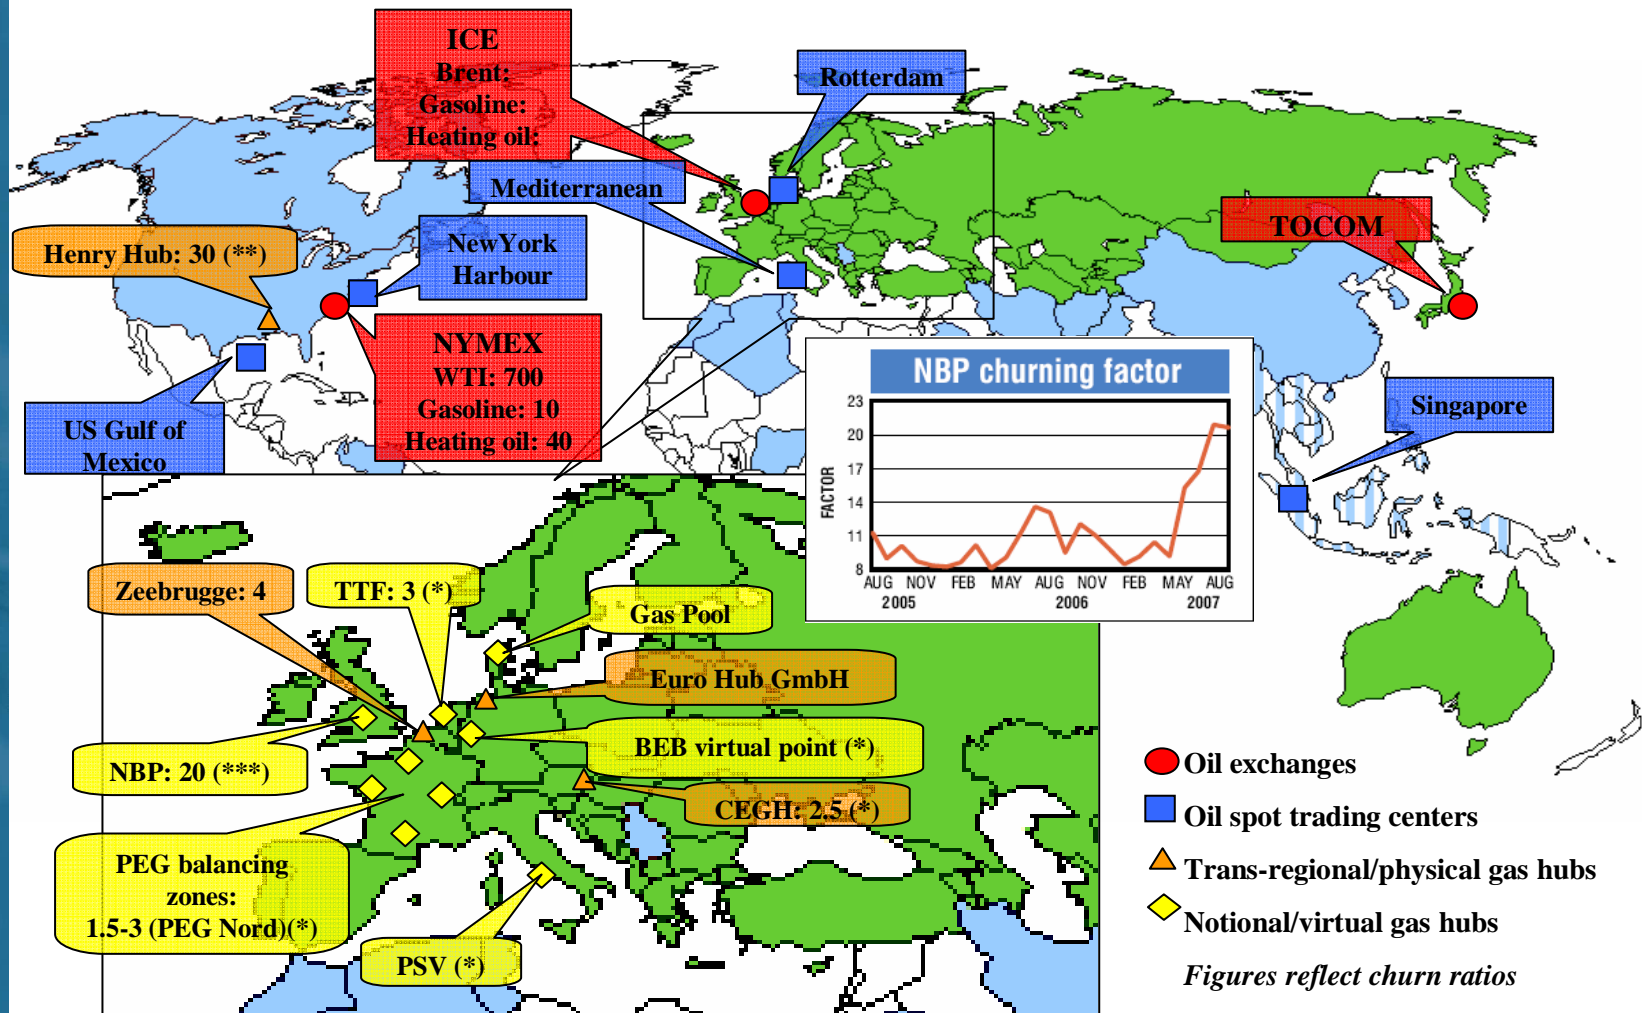 ICE
Brent:
Gasoline:
Heating oil:
Rotterdam
Mediterranean
TOCOM
NewYork
Harbour
Henry Hub: 30 (**)
NYMEX
WTI: 700
Gasoline: 10
Heating oil: 40
US Gulf of
Mexico
Singapore
NBP churning factor
FACTOR
23
20
17
14
11
8
AUG NOV FEB MAY AUG NOV FEB MAY AUG
2005 2006 2007
Zeebrugge: 4
TTF: 3 (*)
Gas Pool
Euro Hub GmbH
BEB virtual point (*)
NBP: 20 (***)
CEGH: 2.5 (*)
PEG balancing
zones:
1.5-3 (PEG Nord)(*)
PSV (*)
Oil exchanges
Oil spot trading centers
Trans-regional/physical gas hubs
Notional/virtual gas hubs
Figures reflect churn ratios